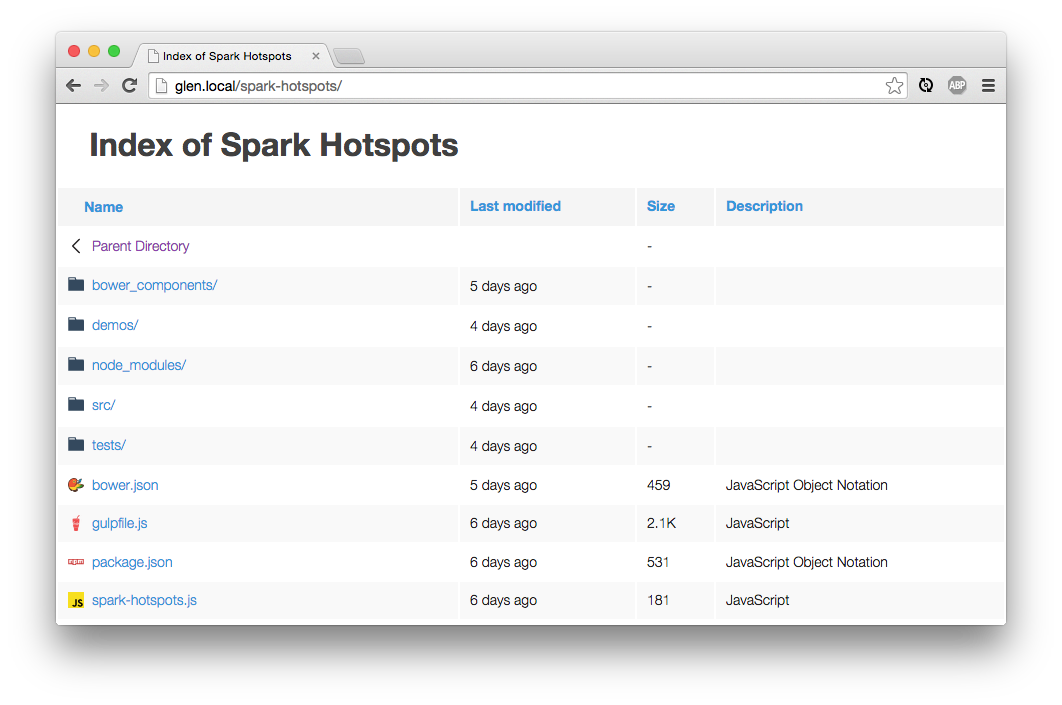 Index of Spark Hotspots
glen.local/spark-hotspots/
ABP
Index of Spark Hotspots
Name Last modified Size Description
Parent Directory -
bower_components/ 5 days ago -
demos/ 4 days ago -
node_modules/ 6 days ago -
src/ 4 days ago -
tests/ 4 days ago -
bower.json 5 days ago 459 JavaScript Object Notation
gulpfile.js 6 days ago 2.1K JavaScript
npm package.json 6 days ago 531 JavaScript Object Notation
JS spark-hotspots.js 6 days ago 181 JavaScript